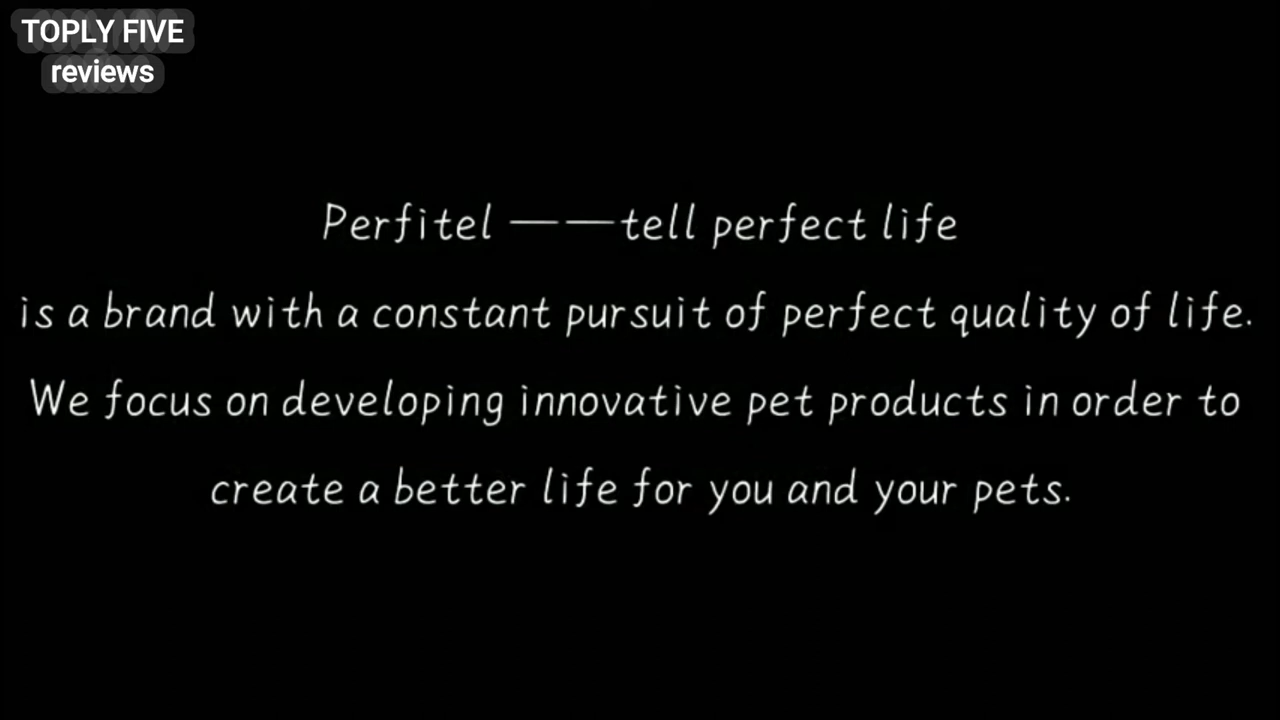 TOPLY FIVE
reviews
Perfitel ——tell perfect life
is a brand with a constant pursuit of perfect quality of life.
We focus on developing innovative pet products in order to
create a better life for you and your pets.